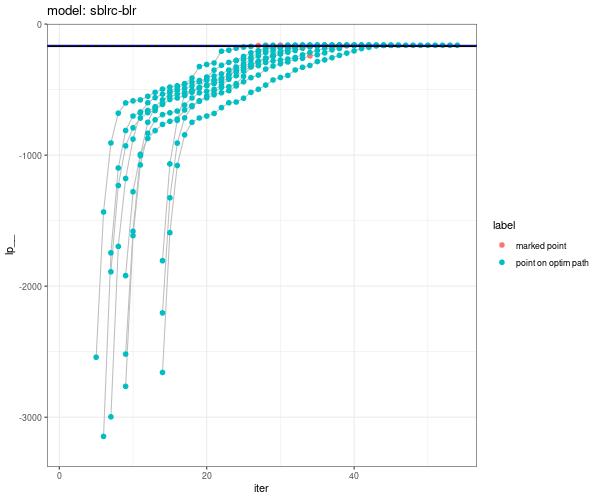 model: sblrc-blr
0
-1000
-2000
-3000
lp__
0
20
40
iter
label
marked point
point on optim path